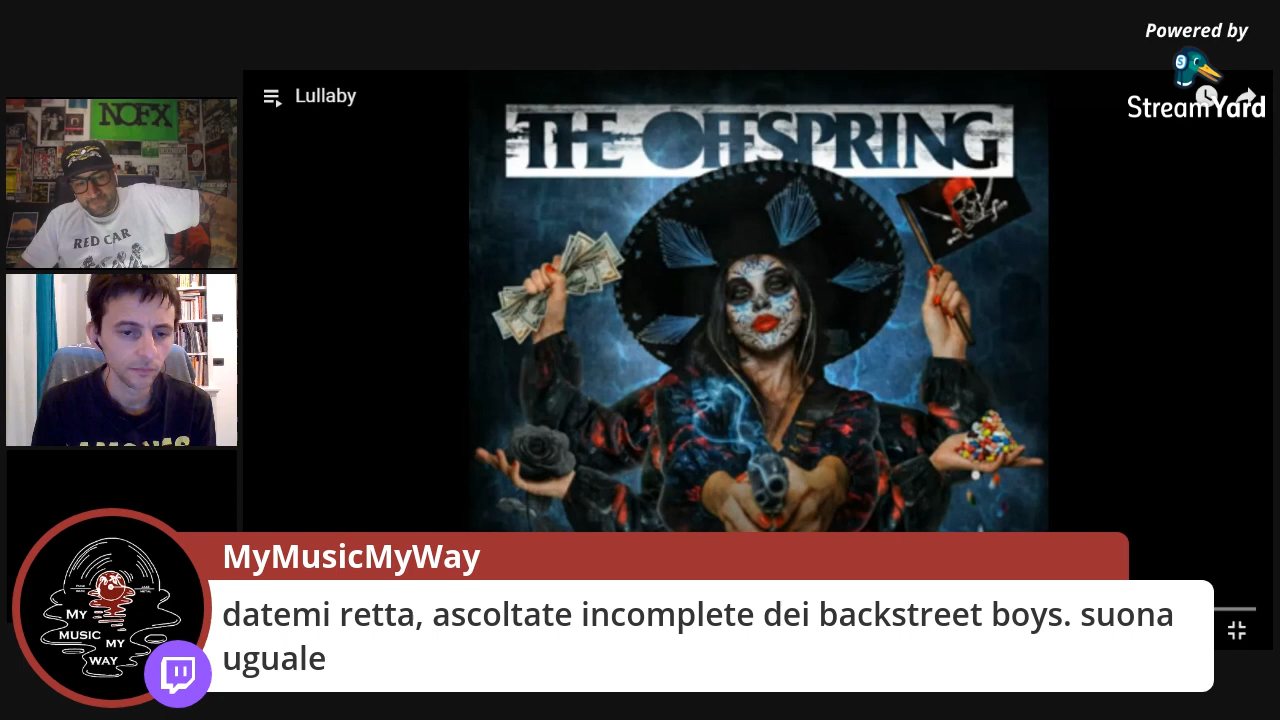 Powered by
StreamYard
Lullaby
THE OFFSPRING
NOFX
RED CAR
RAMONES
MyMusicMyWay
datemi retta, ascoltate incomplete dei backstreet boys. suona
uguale
MY
MUSIC
MY
WAY